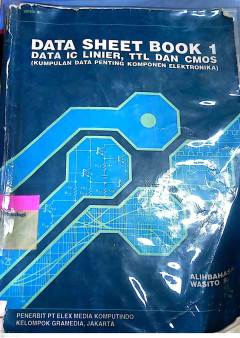 DATA SHEET BOOK 1
DATA IC LINIER, TTL DAN CMOS
(KUMPULAN DATA PENTING KOMPONEN ELEKTRONIKA)
ALIHBAHASA
WASITO S.
PENERBIT PT ELEX MEDIA KOMPUTINDO
KELOMPOK GRAMEDIA, JAKARTA